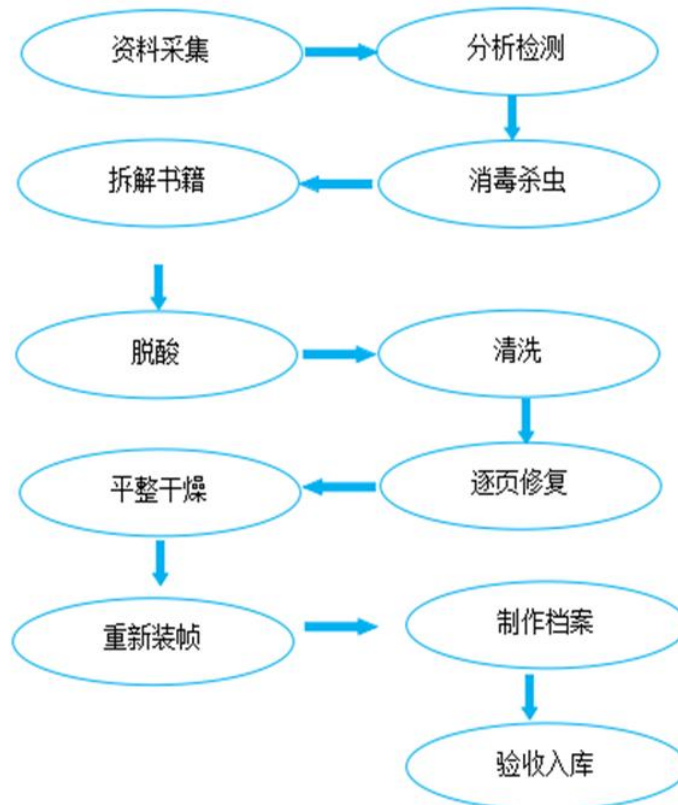 资料采集
分析检测
消毒杀虫
拆解书籍
脱酸
清洗
逐页修复
平整干燥
重新装帧
制作档案
验收入库